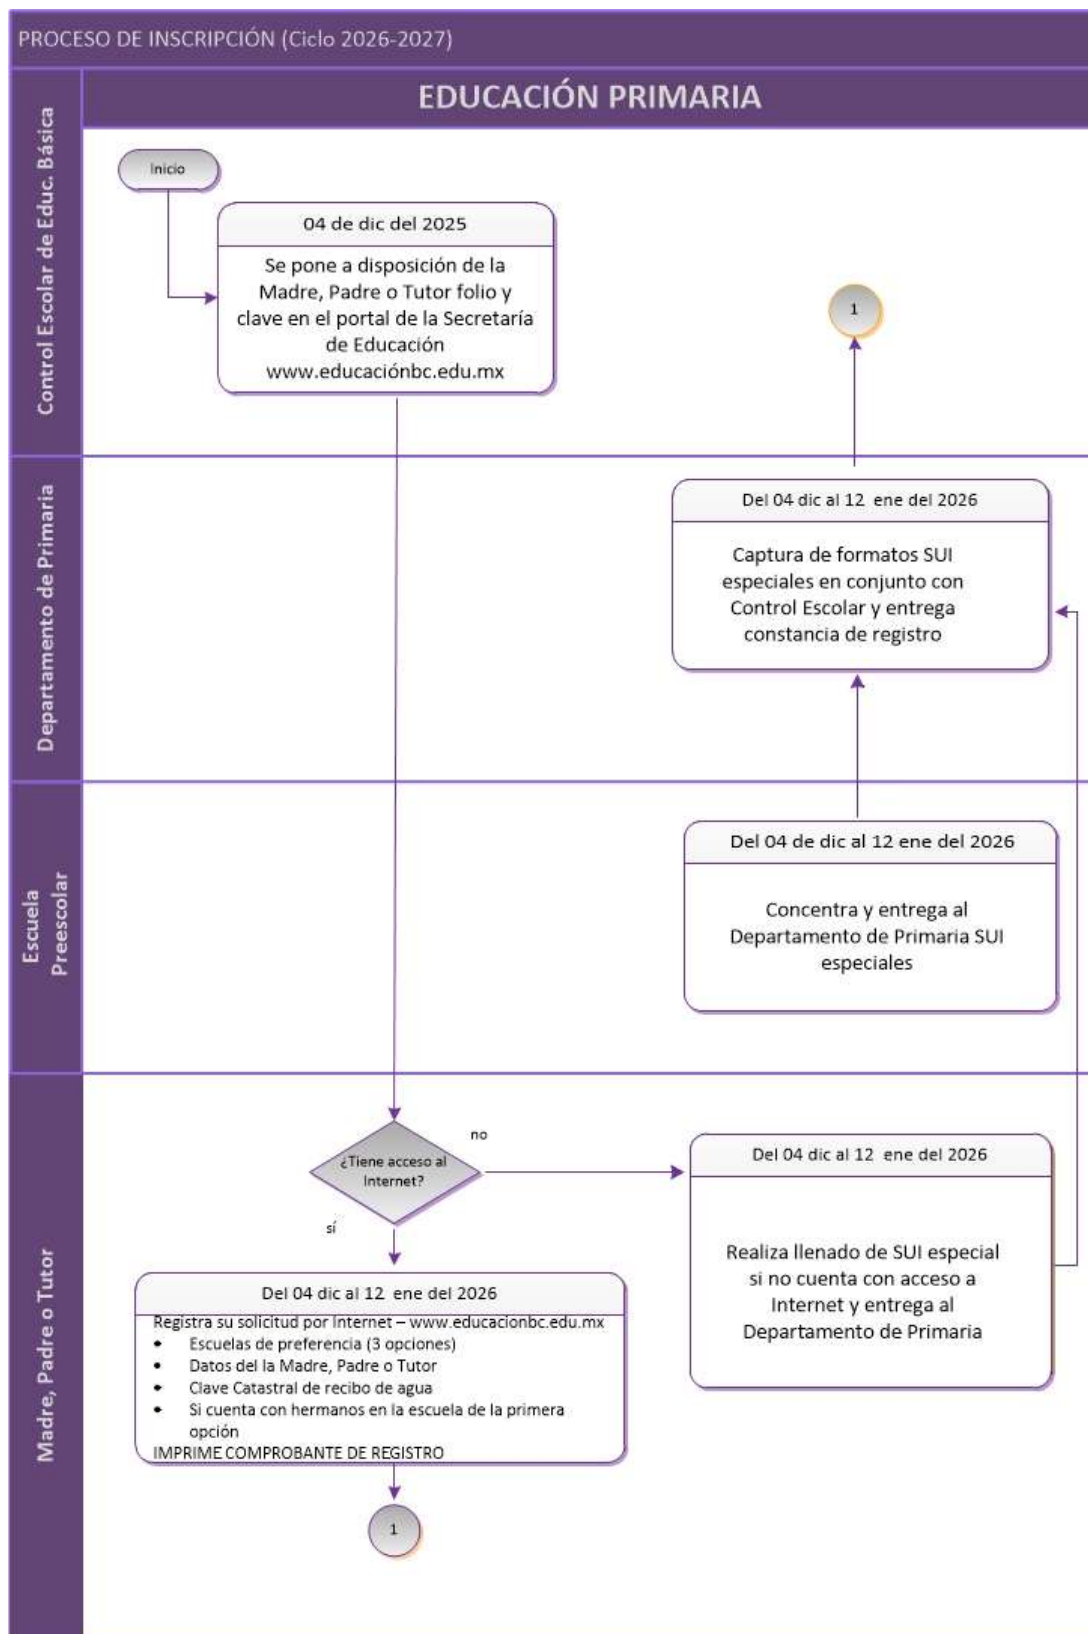 PROCESO DE INSCRIPCIÓN (Ciclo 2026-2027)
EDUCACIÓN PRIMARIA
Control Escolar de Educ. Básica
Inicio
04 de dic del 2025
Se pone a disposición de la
Madre, Padre o Tutor folio y
clave en el portal de la Secretaría
de Educación
www.educaciónbc.edu.mx
1
Departamento de Primaria
Del 04 dic al 12 ene del 2026
Captura de formatos SUI
especiales en conjunto con
Control Escolar y entrega
constancia de registro
Escuela
Preescolar
Del 04 de dic al 12 ene del 2026
Concentra y entrega al
Departamento de Primaria SUI
especiales
Madre, Padre o Tutor
¿Tiene acceso al
Internet?
no
sí
Del 04 dic al 12 ene del 2026
Realiza llenado de SUI especial
si no cuenta con acceso a
Internet y entrega al
Departamento de Primaria
Del 04 dic al 12 ene del 2026
Registra su solicitud por Internet – www.educacionbc.edu.mx
• Escuelas de preferencia (3 opciones)
• Datos del la Madre, Padre o Tutor
• Clave Catastral de recibo de agua
• Si cuenta con hermanos en la escuela de la primera
opción
IMPRIME COMPROBANTE DE REGISTRO
1